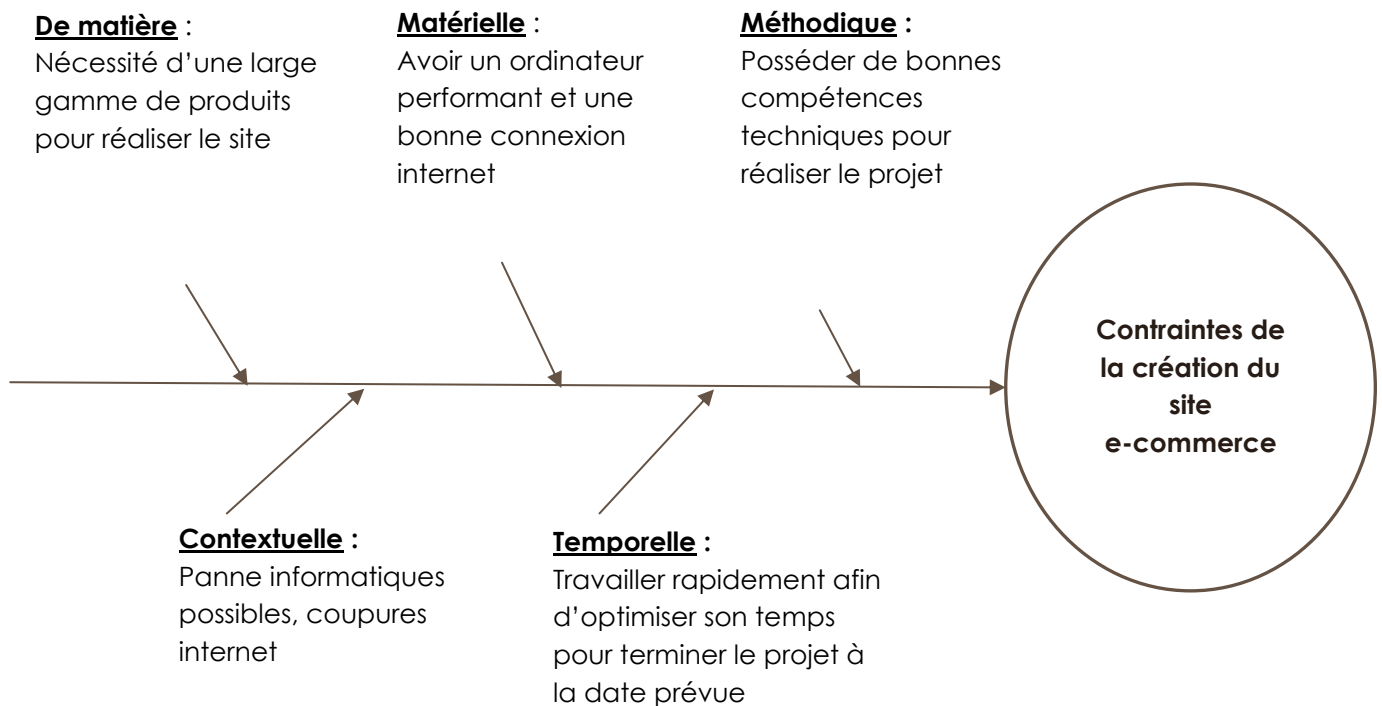 De matière :
Nécessité d’une large
gamme de produits
pour réaliser le site
Matérielle :
Avoir un ordinateur
performant et une
bonne connexion
internet
Méthodique :
Posséder de bonnes
compétences
techniques pour
réaliser le projet
Contraintes de
la création du
site
e-commerce
Contextuelle :
Panne informatiques
possibles, coupures
internet
Temporelle :
Travailler rapidement afin
d’optimiser son temps
pour terminer le projet à
la date prévue